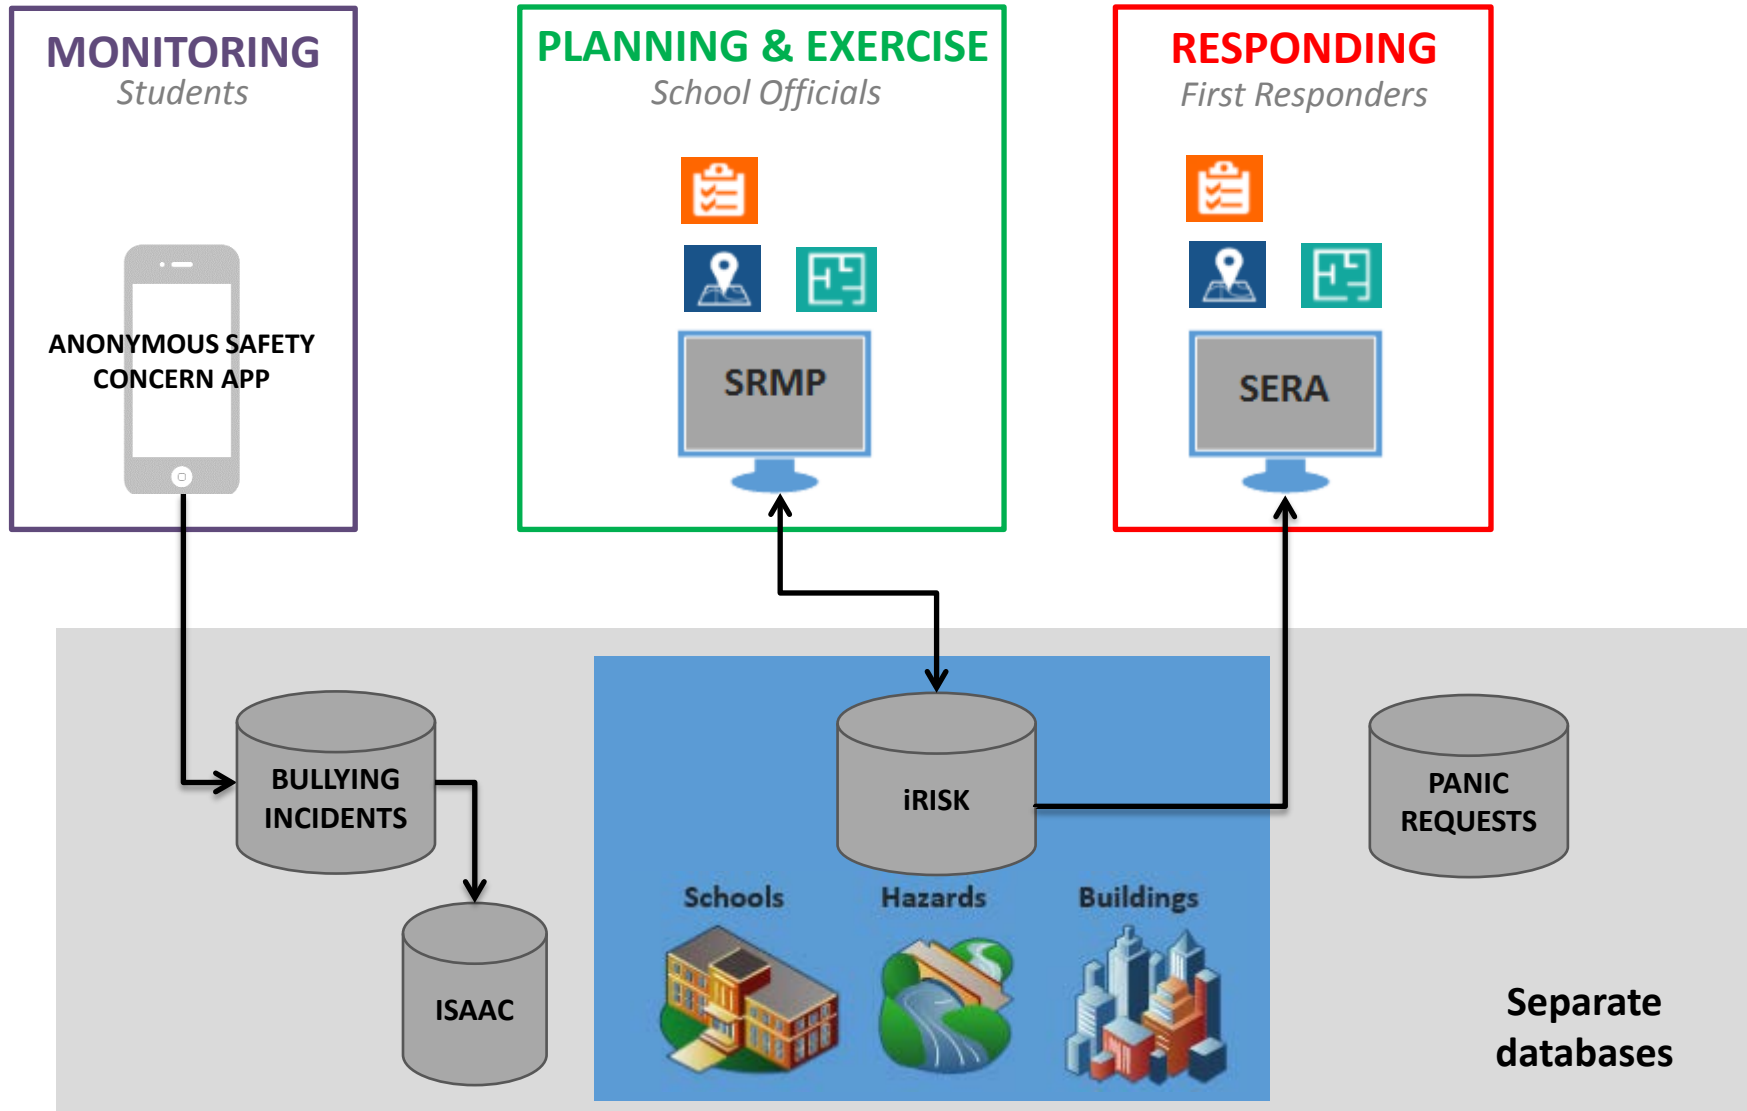 MONITORING
Students
ANONYMOUS SAFETY
CONCERN APP
PLANNING & EXERCISE
School Officials
SRMP
RESPONDING
First Responders
SERA
BULLYING
INCIDENTS
ISAAC
iRISK
Schools
Hazards
Buildings
PANIC
REQUESTS
Separate
databases